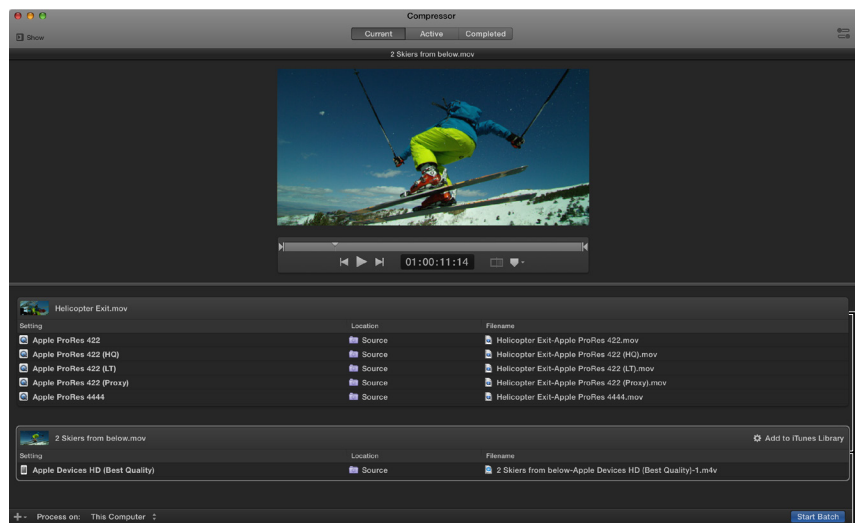 Compressor
Show
Current Active Completed
2 Skiers from below.mov
01:00:11:14
Helicopter Exit.mov
Setting Location Filename
Apple ProRes 422 Source Helicopter Exit-Apple ProRes 422.mov
Apple ProRes 422 (HQ) Source Helicopter Exit-Apple ProRes 422 (HQ).mov
Apple ProRes 422 (LT) Source Helicopter Exit-Apple ProRes 422 (LT).mov
Apple ProRes 422 (Proxy) Source Helicopter Exit-Apple ProRes 422 (Proxy).mov
Apple ProRes 4444 Source Helicopter Exit-Apple ProRes 4444.mov
2 Skiers from below.mov Add to iTunes Library
Setting Location Filename
Apple Devices HD (Best Quality) Source 2 Skiers from below-Apple Devices HD (Best Quality)-1.m4v
Process on: This Computer Start Batch